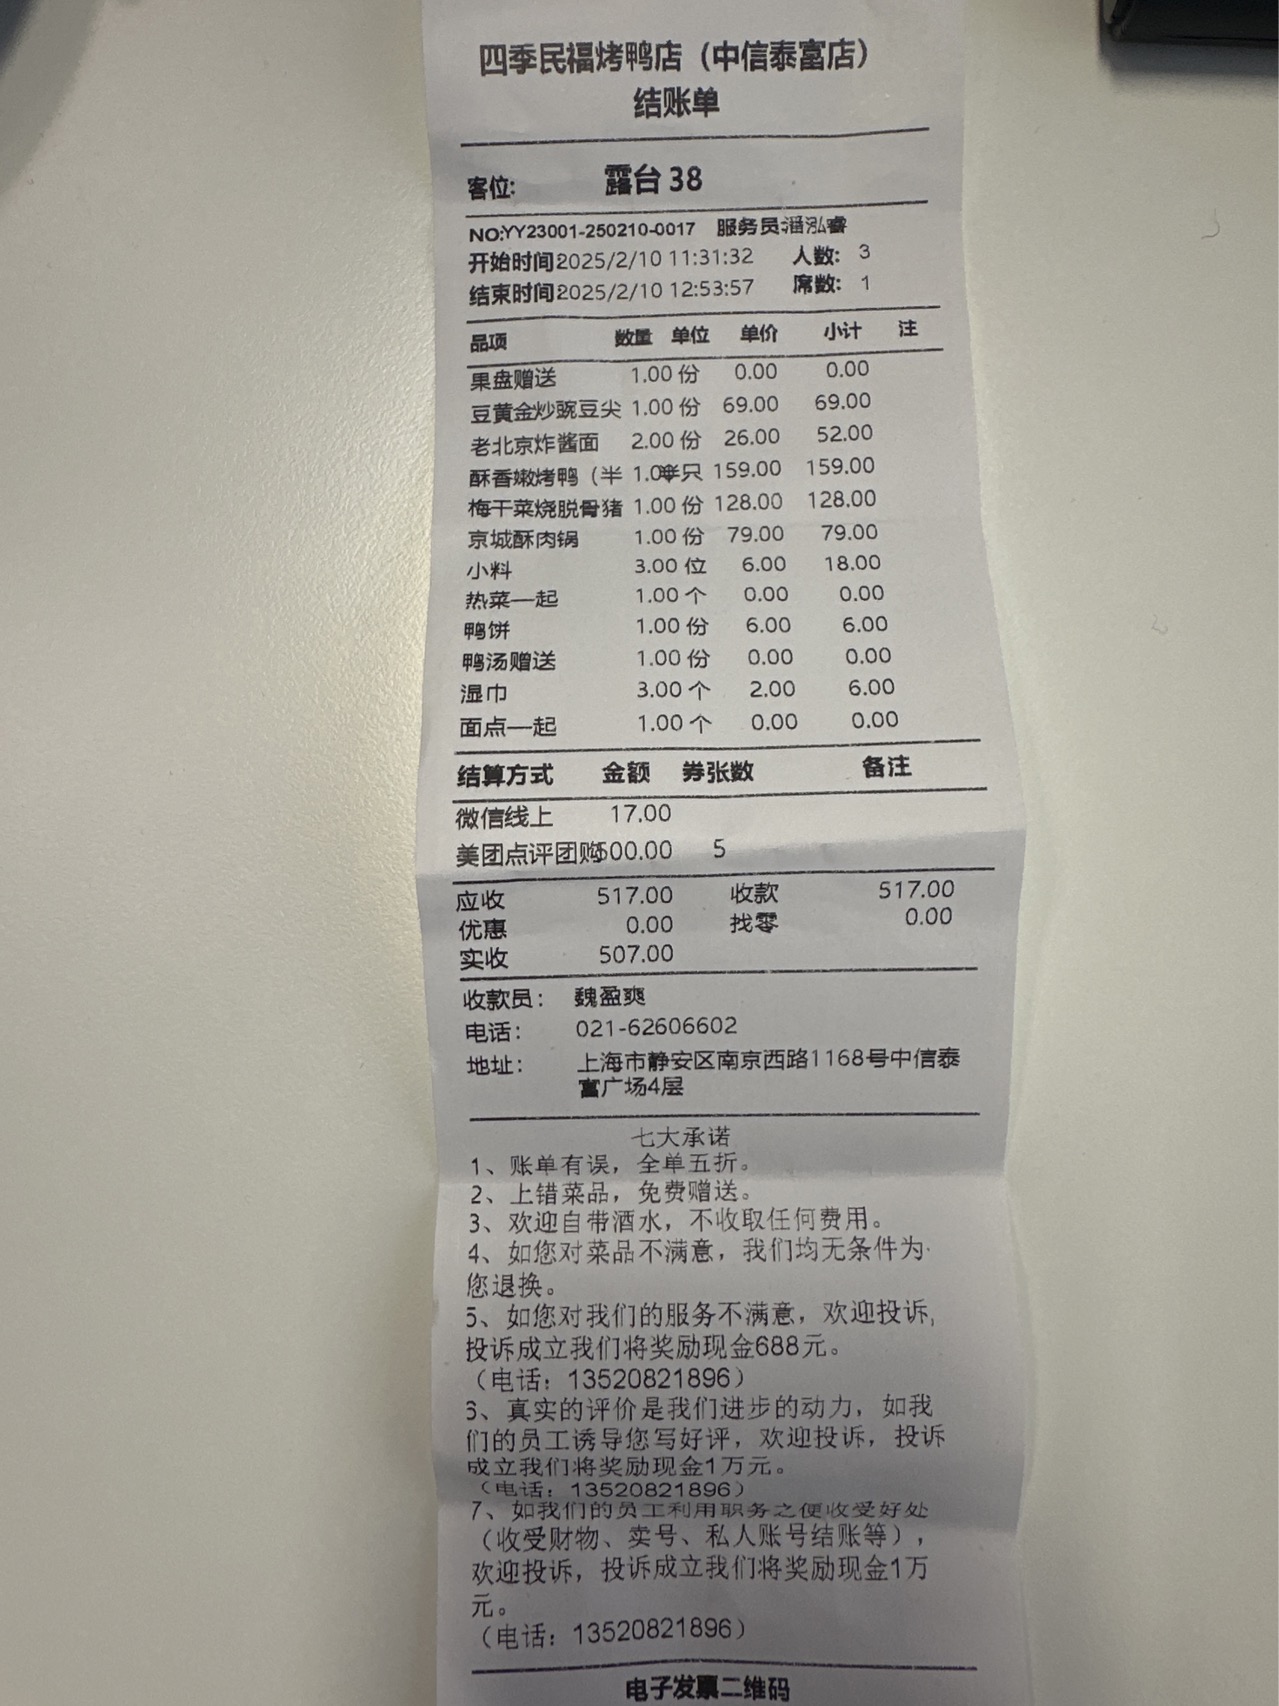 四季民福烤鸭店（中信泰富店）
结账单
客位: 露台 38
NO:YY23001-250210-0017 服务员:潘泓睿
开始时间2025/2/10 11:31:32 人数: 3
结束时间2025/2/10 12:53:57 席数: 1
品项 数量 单位 单价 小计 注
果盘赠送 1.00 份 0.00 0.00
豆黄金炒豌豆尖 1.00 份 69.00 69.00
老北京炸酱面 2.00 份 26.00 52.00
酥香嫩烤鸭（半 1.00半只 159.00 159.00
梅干菜烧脱骨猪 1.00 份 128.00 128.00
京城酥肉锅 1.00 份 79.00 79.00
小料 3.00 位 6.00 18.00
热菜一起 1.00 个 0.00 0.00
鸭饼 1.00 份 6.00 6.00
鸭汤赠送 1.00 份 0.00 0.00
湿巾 3.00 个 2.00 6.00
面点一起 1.00 个 0.00 0.00
结算方式 金额 券张数 备注
微信线上 17.00
美团点评团购500.00 5
应收 517.00 收款 517.00
优惠 0.00 找零 0.00
实收 507.00
收款员: 魏盈爽
电话: 021-62606602
地址: 上海市静安区南京西路1168号中信泰
富广场4层
七大承诺
1、账单有误，全单五折。
2、上错菜品，免费赠送。
3、欢迎自带酒水，不收取任何费用。
4、如您对菜品不满意，我们均无条件为
您退换。
5、如您对我们的服务不满意，欢迎投诉,
投诉成立我们将奖励现金688元。
（电话：13520821896）
6、真实的评价是我们进步的动力，如我
们的员工诱导您写好评，欢迎投诉，投诉
成立我们将奖励现金1万元。
（电话：13520821896）
7、如我们的员工利用职务之便收受好处
（收受财物、卖号、私人账号结账等），
欢迎投诉，投诉成立我们将奖励现金1万
元。
（电话：13520821896）
电子发票二维码